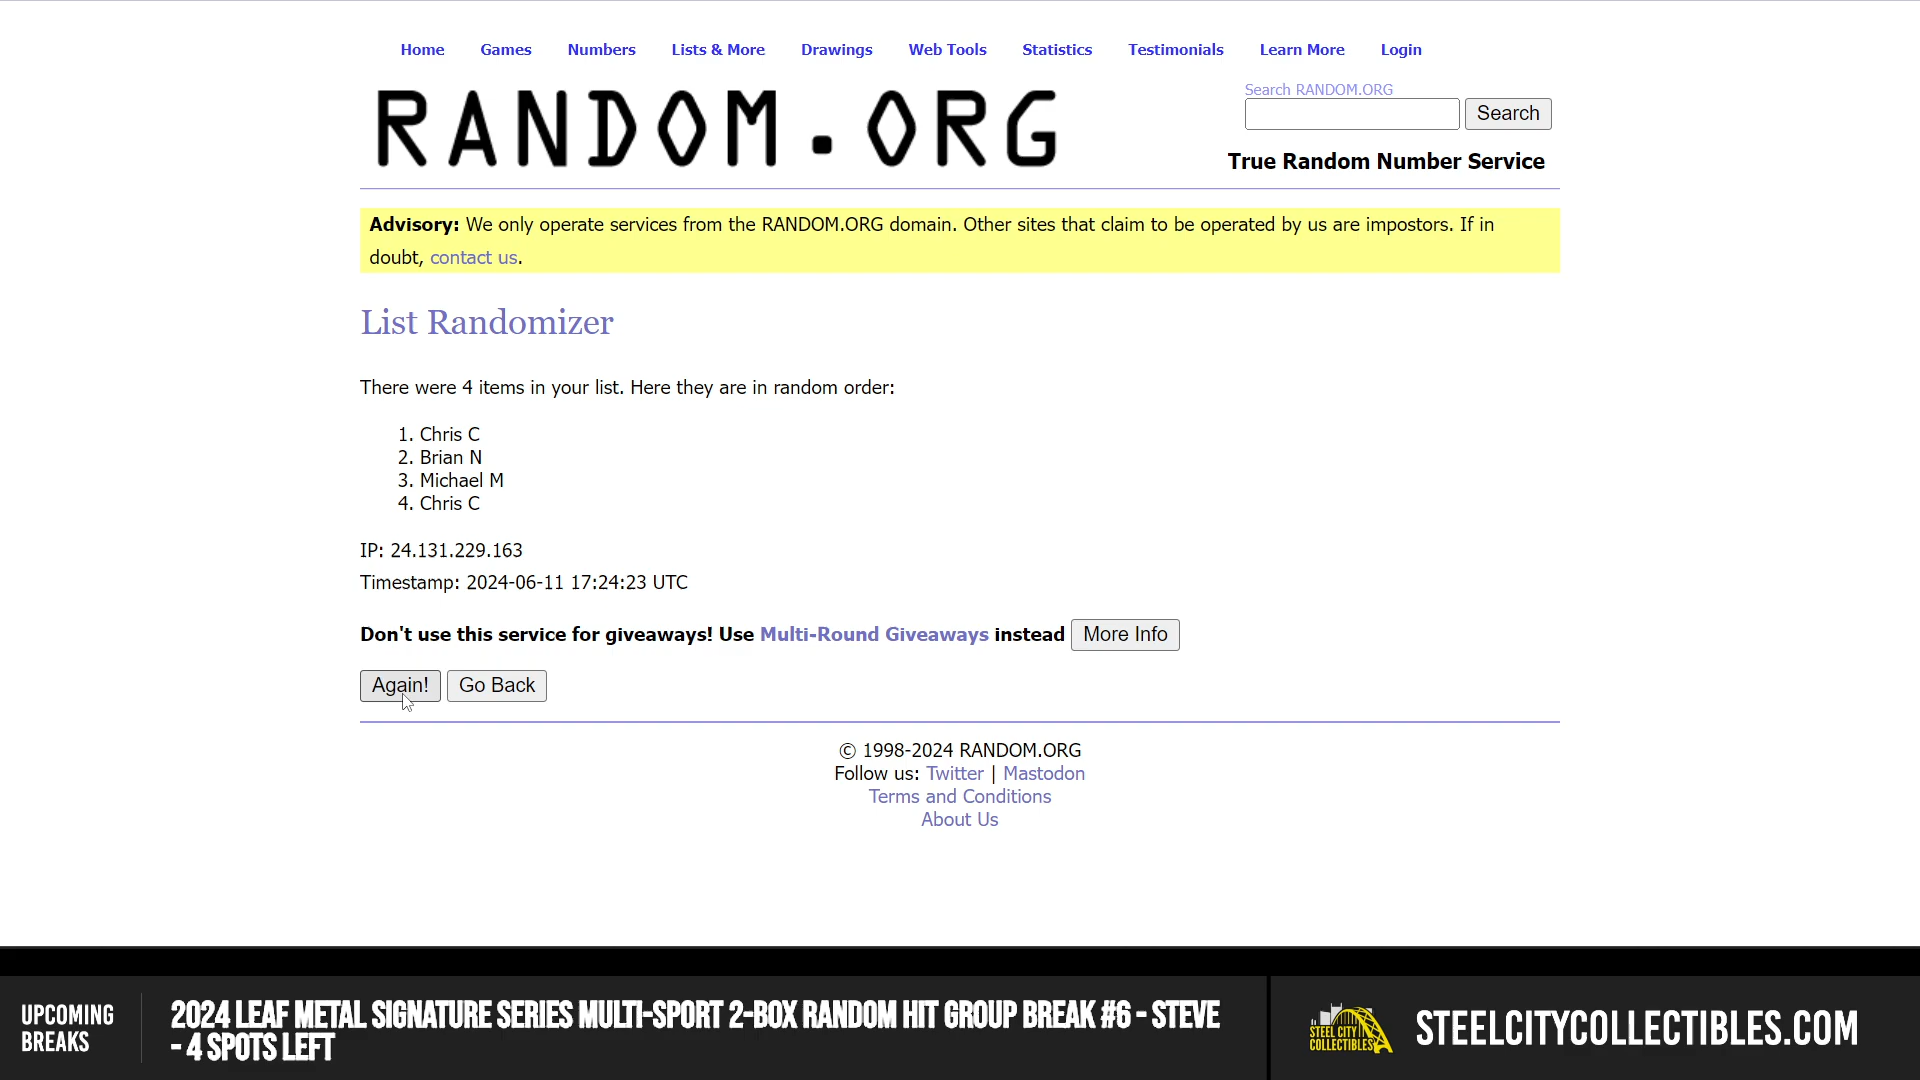 Home Games Numbers Lists & More Drawings Web Tools Statistics Testimonials Learn More Login
RANDOM.ORG
Search RANDOM.ORG
Search
True Random Number Service
Advisory: We only operate services from the RANDOM.ORG domain. Other sites that claim to be operated by us are impostors. If in
doubt, contact us.
List Randomizer
There were 4 items in your list. Here they are in random order:
1. Chris C
2. Brian N
3. Michael M
4. Chris C
IP: 24.131.229.163
Timestamp: 2024-06-11 17:24:23 UTC
Don't use this service for giveaways! Use Multi-Round Giveaways instead More Info
Again! Go Back
© 1998-2024 RANDOM.ORG
Follow us: Twitter | Mastodon
Terms and Conditions
About Us
UPCOMING
BREAKS
2024 LEAF METAL SIGNATURE SERIES MULTI-SPORT 2-BOX RANDOM HIT GROUP BREAK #6 - STEVE
- 4 SPOTS LEFT
STEEL CITY
COLLECTIBLES
STEELCITYCOLLECTIBLES.COM